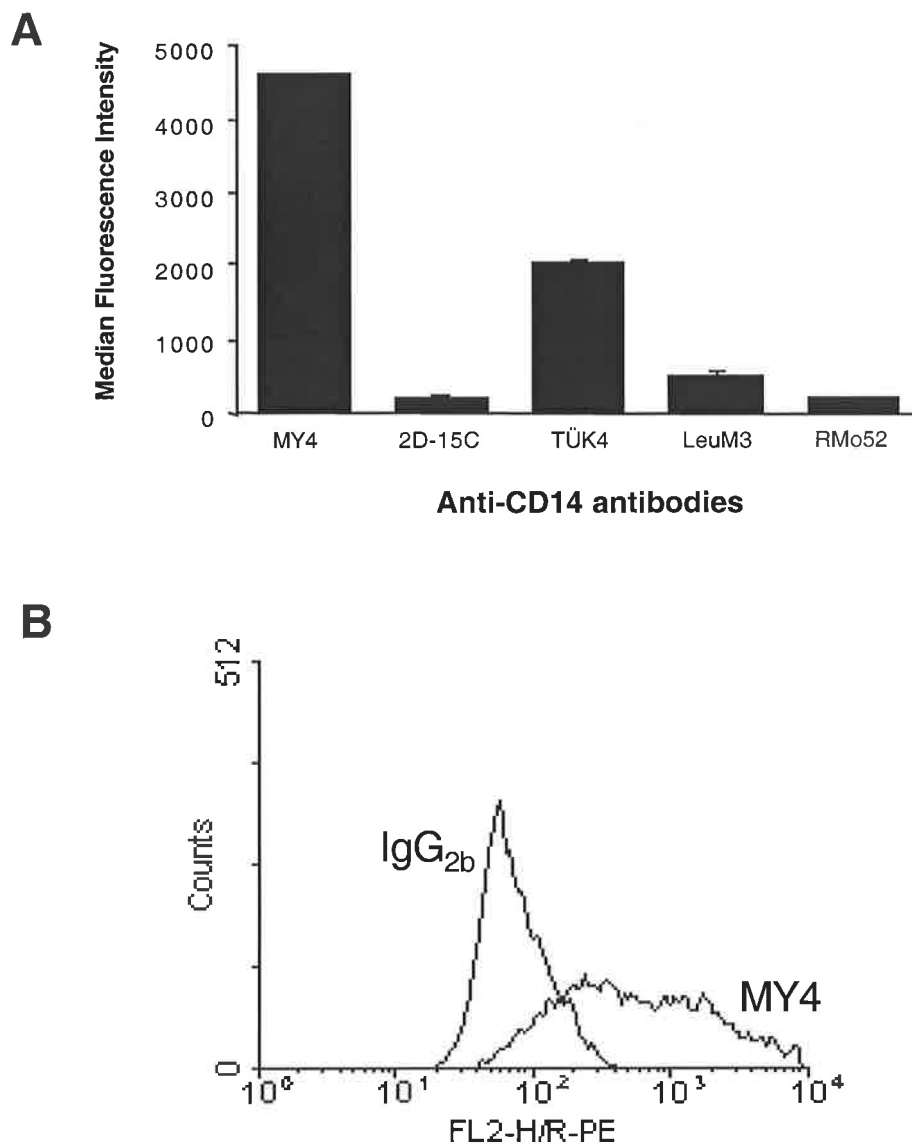 A
Median Fluorescence Intensity
5000
4000
3000
2000
1000
0
MY4 2D-15C TÜK4 LeuM3 RMo52
Anti-CD14 antibodies
B
512
Counts
0
IgG2b
MY4
10⁰ 10¹ 10² 10³ 10⁴
FL2-H/R-PE